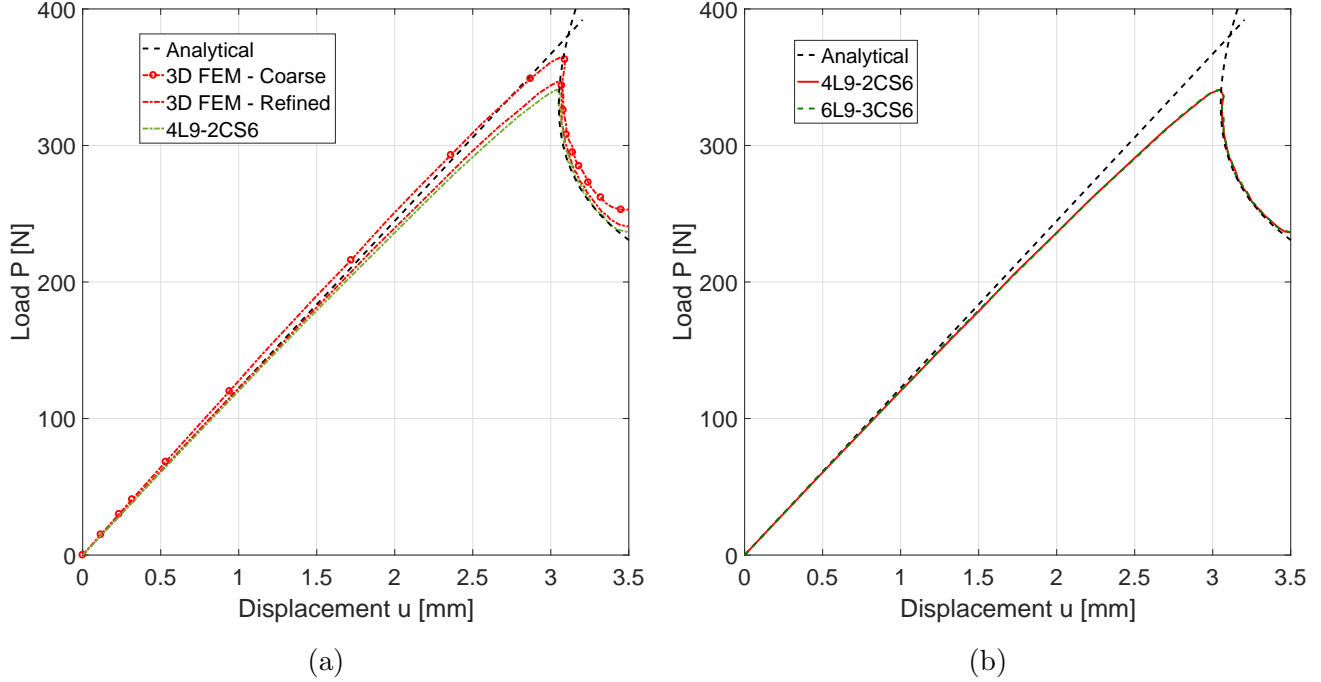 400
300
200
100
0
Load P [N]
Analytical
3D FEM - Coarse
3D FEM - Refined
4L9-2CS6
0 0.5 1 1.5 2 2.5 3 3.5
Displacement u [mm]
(a)
400
300
200
100
0
Load P [N]
Analytical
4L9-2CS6
6L9-3CS6
0 0.5 1 1.5 2 2.5 3 3.5
Displacement u [mm]
(b)